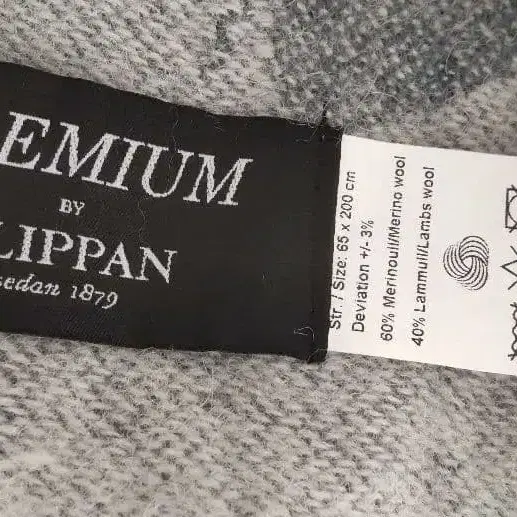 EMIUM
BY
LIPPAN
sedan 1879
Str. / Size: 65 x 200 cm
Deviation +/- 3%
60% Merinoull/Merino wool
40% Lammull/Lambs wool